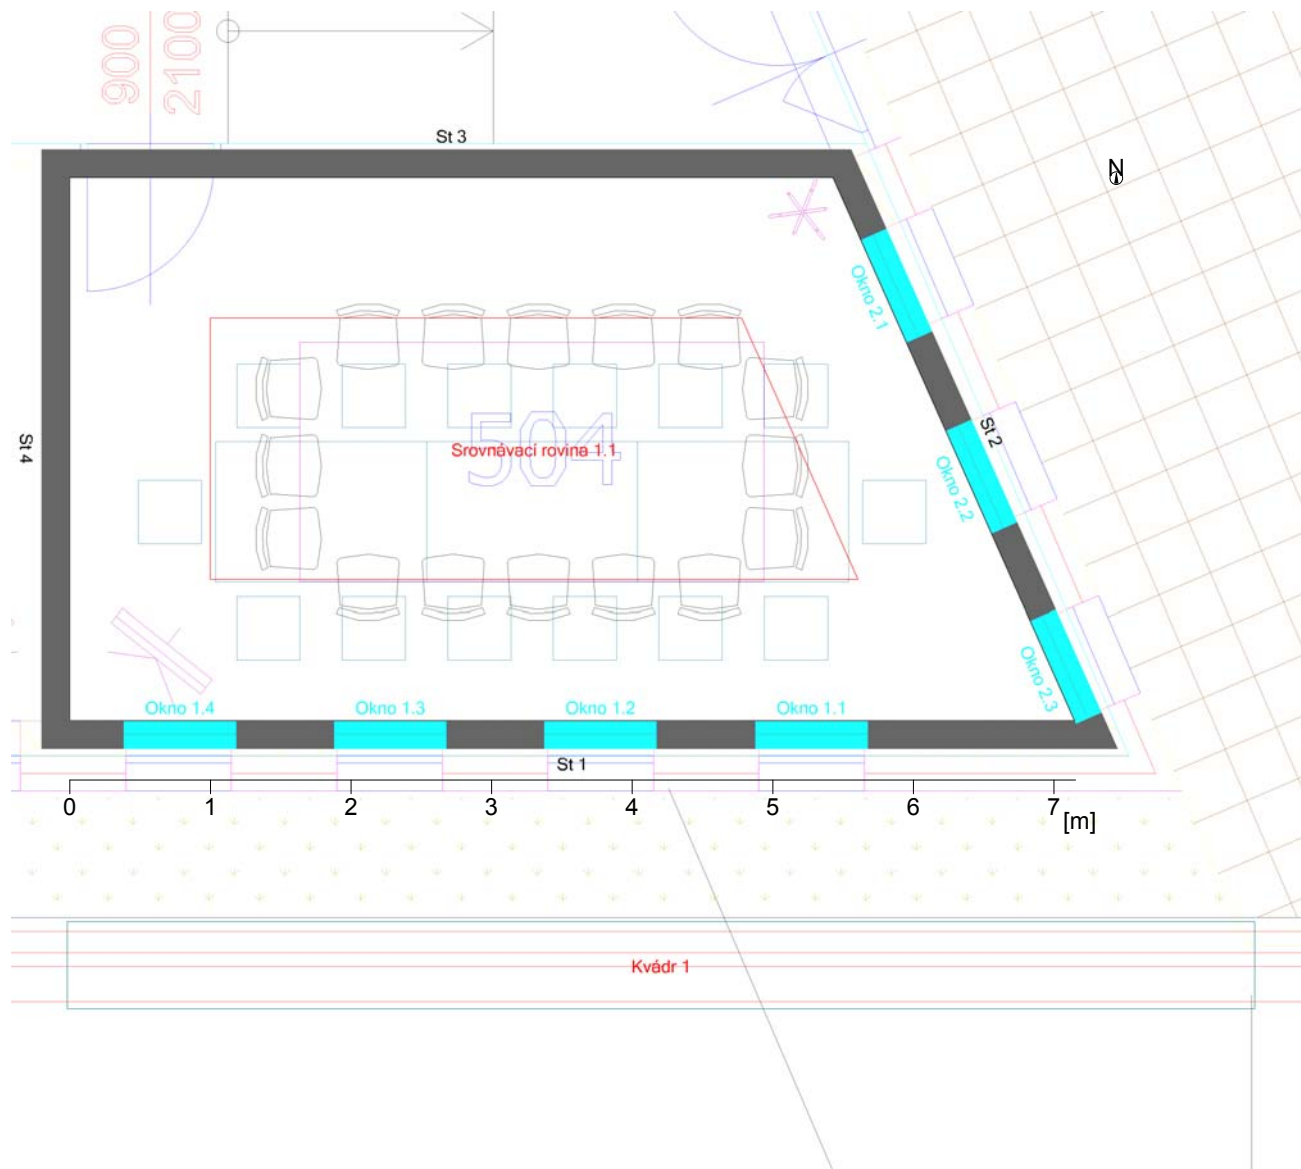 900
2100
St 3
N
Okno 2.1
504
Srovnávací rovina 1.1
St 4
St 2
Okno 2.2
Okno 2.3
Okno 1.4
Okno 1.3
Okno 1.2
Okno 1.1
St 1
0 1 2 3 4 5 6 7 [m]
Kvádr 1